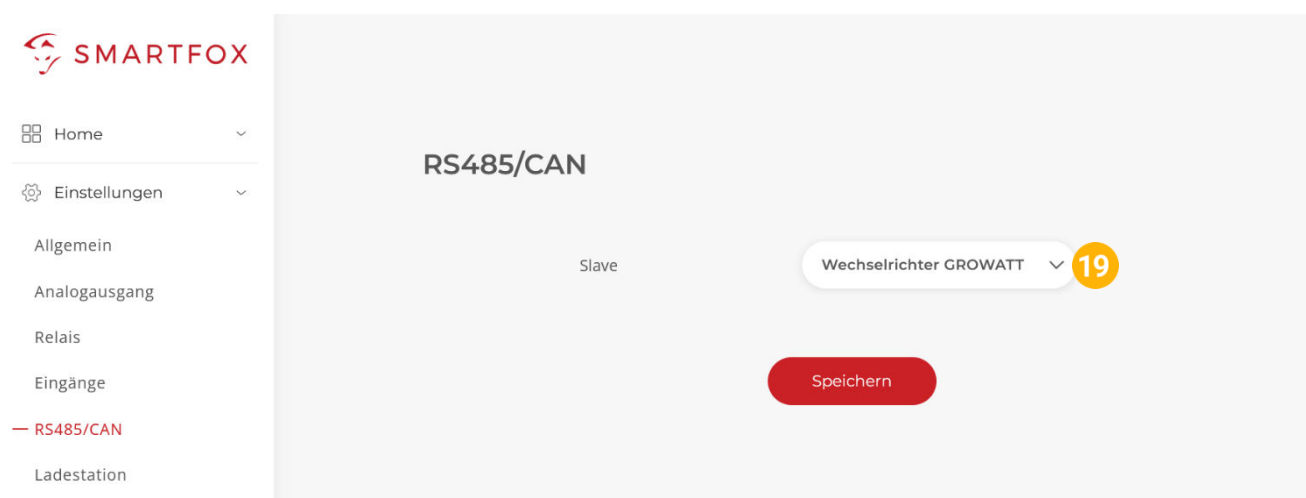 SMARTFOX
Home
Einstellungen
Allgemein
Analogausgang
Relais
Eingänge
RS485/CAN
Ladestation
RS485/CAN
Slave
Wechselrichter GROWATT
19
Speichern